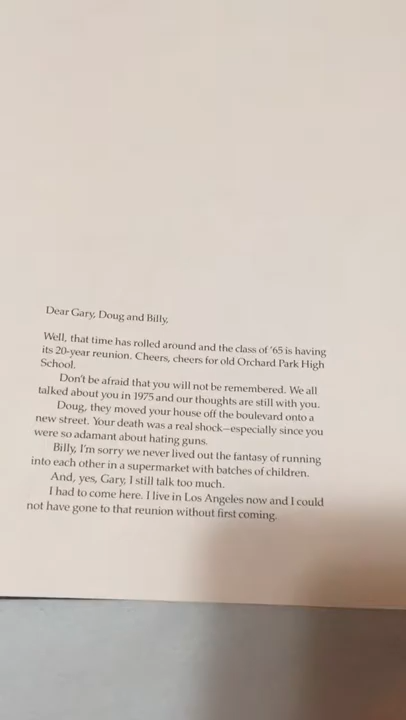 Dear Gary, Doug and Billy,
Well, that time has rolled around and the class of '65 is having
its 20-year reunion. Cheers, cheers for old Orchard Park High
School.
Don't be afraid that you will not be remembered. We all
talked about you in 1975 and our thoughts are still with you.
Doug, they moved your house off the boulevard onto a
new street. Your death was a real shock—especially since you
were so adamant about hating guns.
Billy, I'm sorry we never lived out the fantasy of running
into each other in a supermarket with batches of children.
And, yes, Gary, I still talk too much.
I had to come here. I live in Los Angeles now and I could
not have gone to that reunion without first coming.